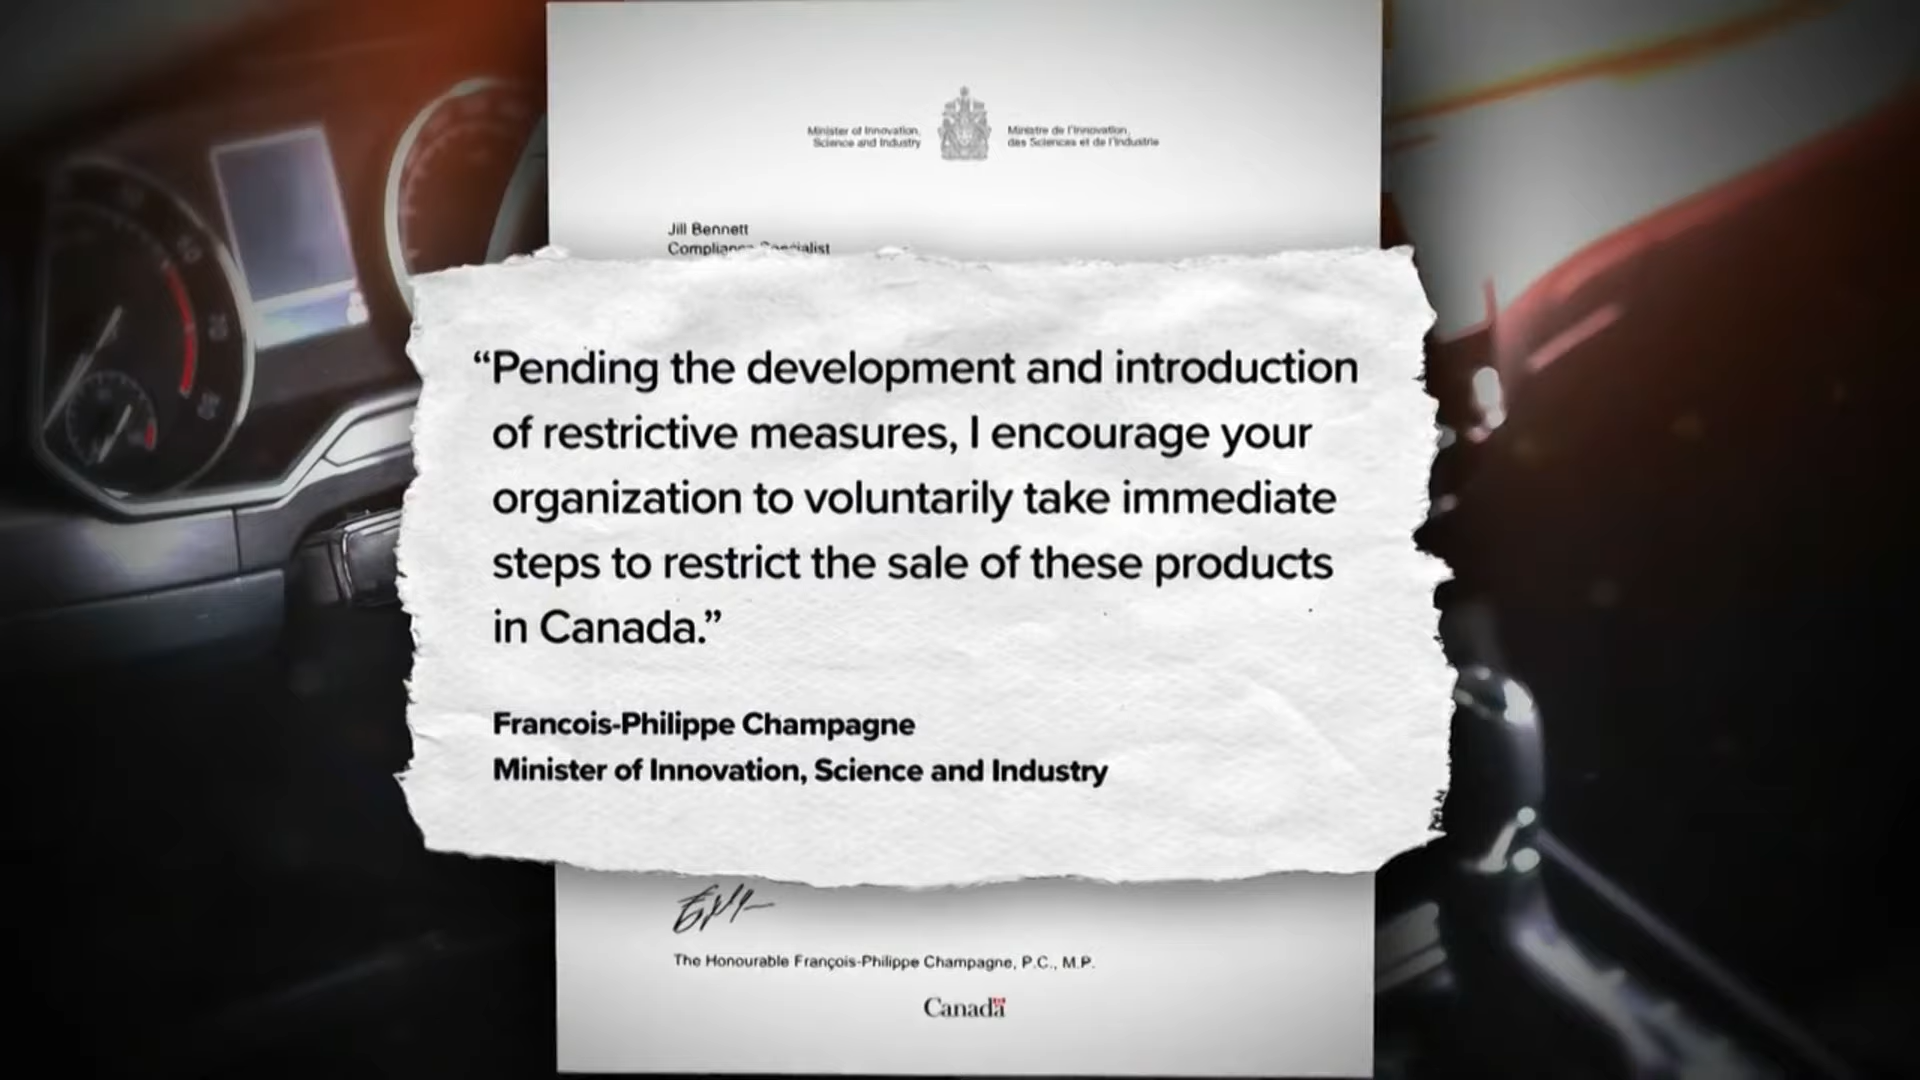 Minister of Innovation,
Science and Industry
Ministre de l'Innovation,
des Sciences et de l'Industrie
Jill Bennett
Compliance Specialist
“Pending the development and introduction
of restrictive measures, I encourage your
organization to voluntarily take immediate
steps to restrict the sale of these products
in Canada.”
Francois-Philippe Champagne
Minister of Innovation, Science and Industry
The Honourable François-Philippe Champagne, P.C., M.P.
Canada